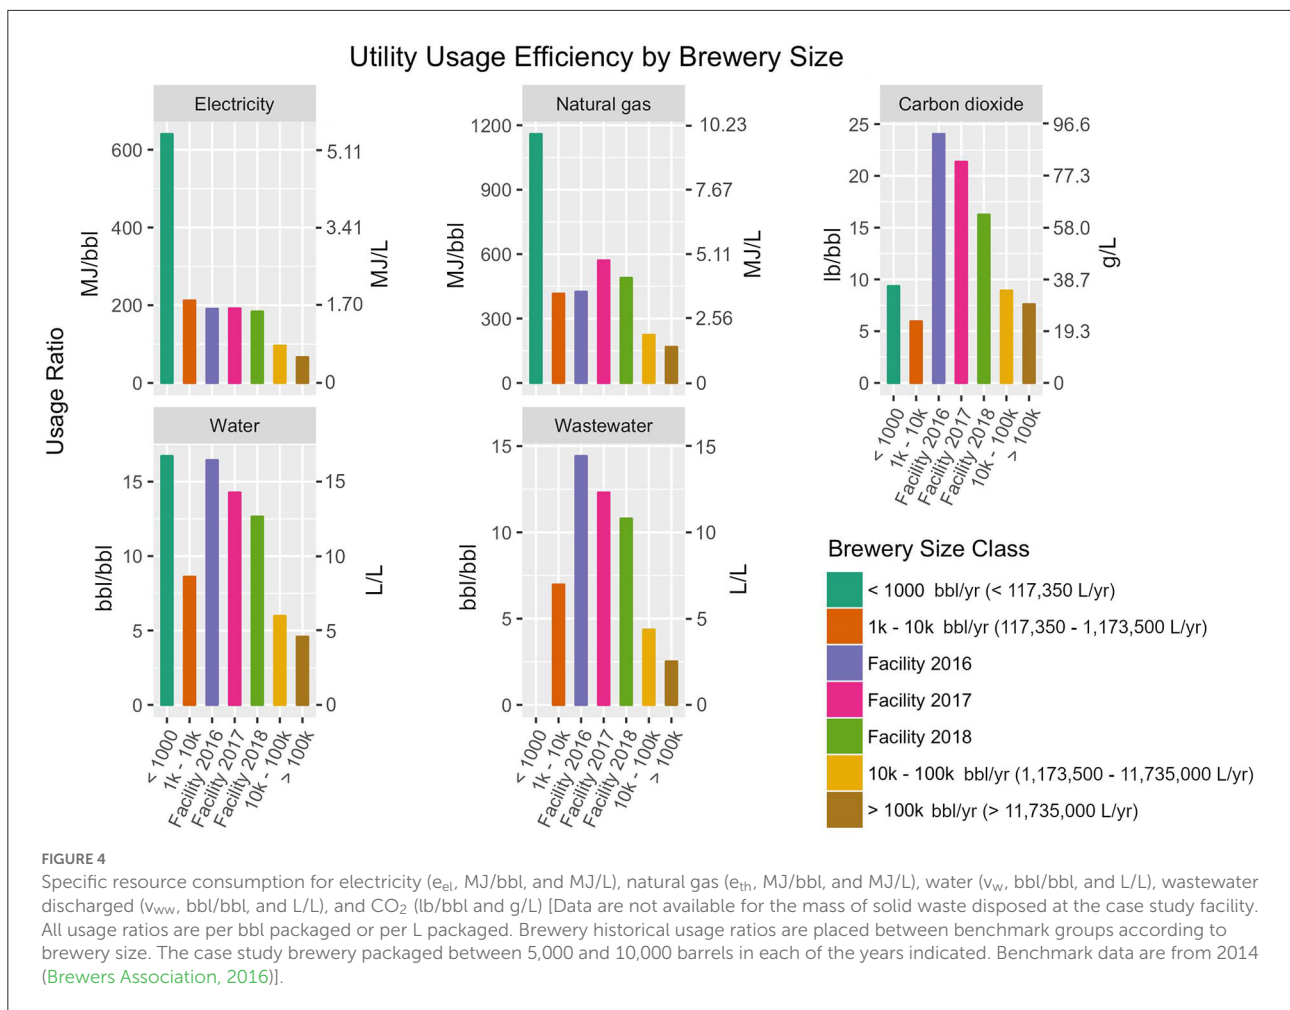 Utility Usage Efficiency by Brewery Size
Usage Ratio
Electricity
MJ/bbl
600
400
200
0
5.11
3.41
1.70
0
MJ/L
Natural gas
MJ/bbl
1200
900
600
300
0
10.23
7.67
5.11
2.56
0
MJ/L
Carbon dioxide
lb/bbl
25
20
15
10
5
0
96.6
77.3
58.0
38.7
19.3
0
g/L
< 1000
1k - 10k
Facility 2016
Facility 2017
Facility 2018
10k - 100k
> 100k
Water
bbl/bbl
15
10
5
0
15
10
5
0
L/L
< 1000
1k - 10k
Facility 2016
Facility 2017
Facility 2018
10k - 100k
> 100k
Wastewater
bbl/bbl
15
10
5
0
15
10
5
0
L/L
< 1000
1k - 10k
Facility 2016
Facility 2017
Facility 2018
10k - 100k
> 100k
Brewery Size Class
< 1000 bbl/yr (< 117,350 L/yr)
1k - 10k bbl/yr (117,350 - 1,173,500 L/yr)
Facility 2016
Facility 2017
Facility 2018
10k - 100k bbl/yr (1,173,500 - 11,735,000 L/yr)
> 100k bbl/yr (> 11,735,000 L/yr)
FIGURE 4
Specific resource consumption for electricity (eel, MJ/bbl, and MJ/L), natural gas (eth, MJ/bbl, and MJ/L), water (vw, bbl/bbl, and L/L), wastewater
discharged (vww, bbl/bbl, and L/L), and CO2 (lb/bbl and g/L) [Data are not available for the mass of solid waste disposed at the case study facility.
All usage ratios are per bbl packaged or per L packaged. Brewery historical usage ratios are placed between benchmark groups according to
brewery size. The case study brewery packaged between 5,000 and 10,000 barrels in each of the years indicated. Benchmark data are from 2014
(Brewers Association, 2016)].